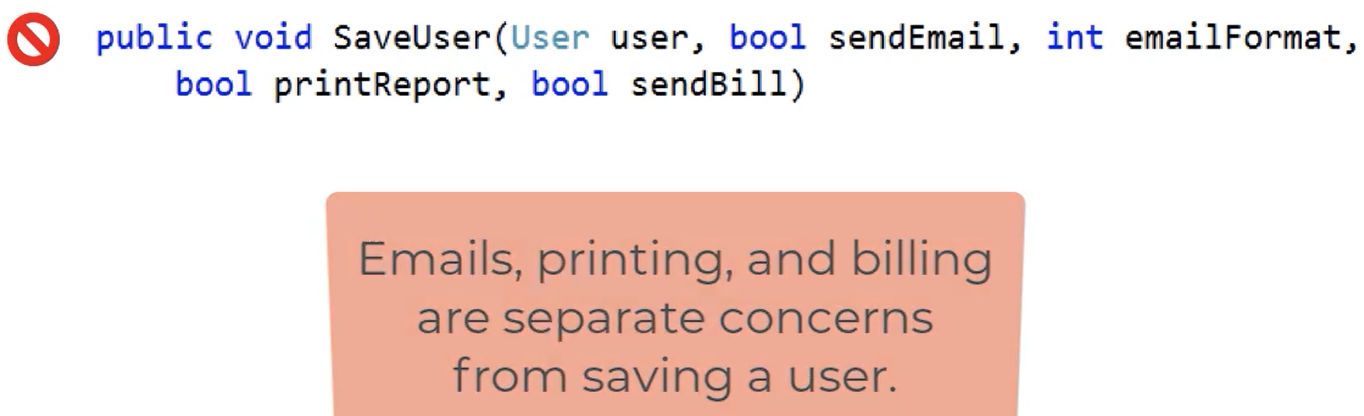 public void SaveUser(User user, bool sendEmail, int emailFormat,
bool printReport, bool sendBill)
Emails, printing, and billing
are separate concerns
from saving a user.